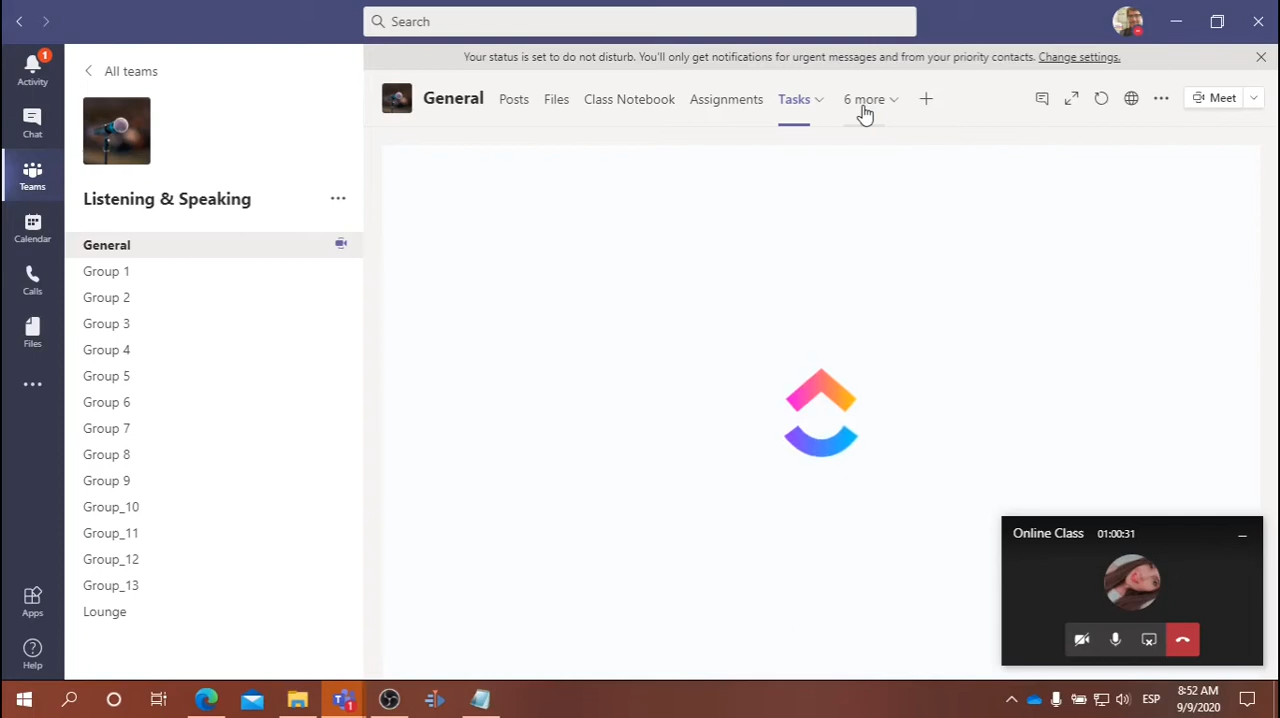 Search
Your status is set to do not disturb. You'll only get notifications for urgent messages and from your priority contacts. Change settings.
Activity
1
Chat
Teams
Calendar
Calls
Files
Apps
Help
All teams
Listening & Speaking
General
Group 1
Group 2
Group 3
Group 4
Group 5
Group 6
Group 7
Group 8
Group 9
Group_10
Group_11
Group_12
Group_13
Lounge
General Posts Files Class Notebook Assignments Tasks 6 more Meet
Online Class 01:00:31
1
ESP
8:52 AM
9/9/2020